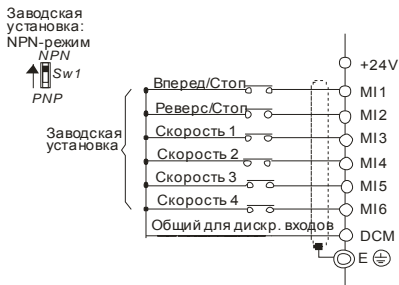 Заводская
установка:
NPN-режим
NPN
Sw1
PNP
+24V
Вперед/Стоп
MI1
Реверс/Стоп
MI2
Скорость 1
MI3
Заводская
установка
Скорость 2
MI4
Скорость 3
MI5
Скорость 4
MI6
Общий для дискр. входов
DCM
E